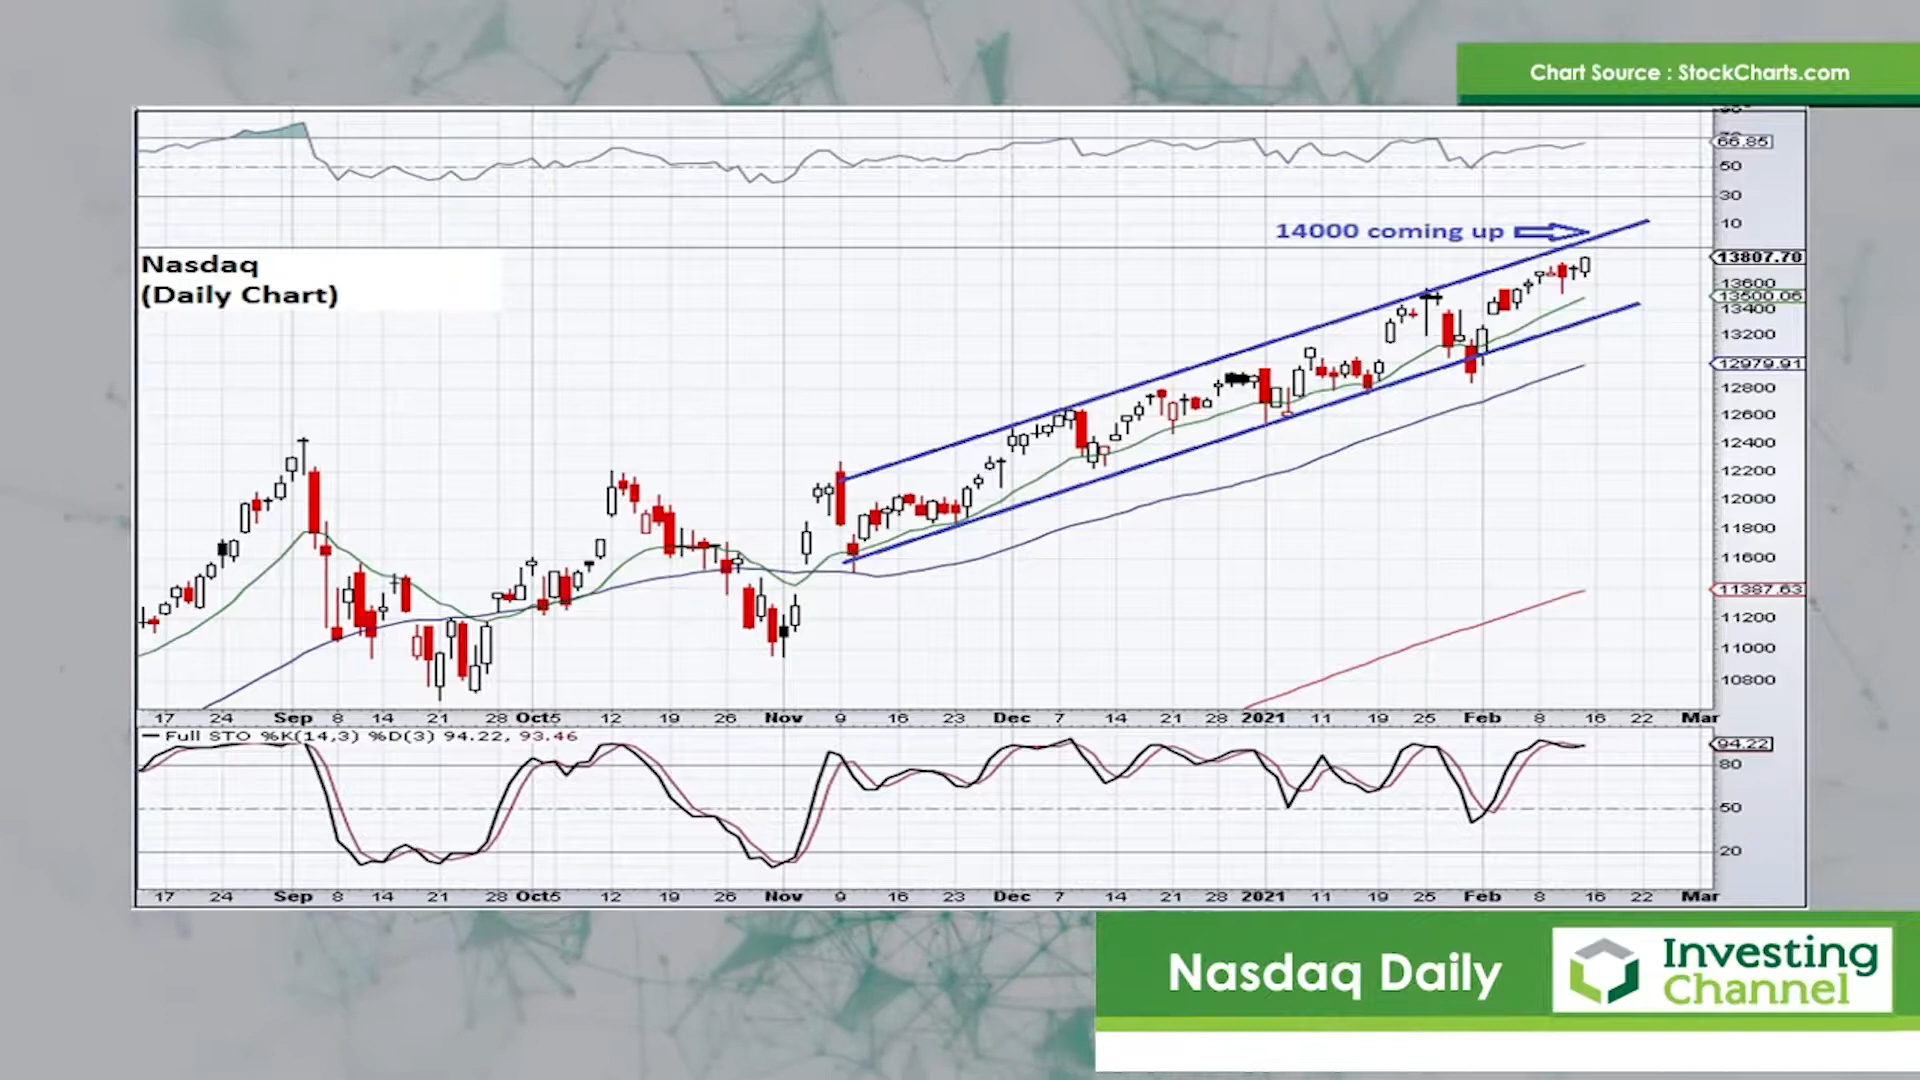 Chart Source : StockCharts.com
66.85
50
30
10
14000 coming up
Nasdaq
(Daily Chart)
13807.70
13600
13500.06
13400
13200
12979.91
12800
12600
12400
12200
12000
11800
11600
11387.63
11200
11000
10800
17 24 Sep 8 14 21 28 Oct5 12 19 26 Nov 9 16 23 Dec 7 14 21 28 2021 11 19 25 Feb 8 16 22 Mar
Full STO %K(14,3) %D(3) 94.22, 93.46
94.22
80
50
20
17 24 Sep 8 14 21 28 Oct5 12 19 26 Nov 9 16 23 Dec 7 14 21 28 2021 11 19 25 Feb 8 16 22 Mar
Nasdaq Daily
Investing
Channel